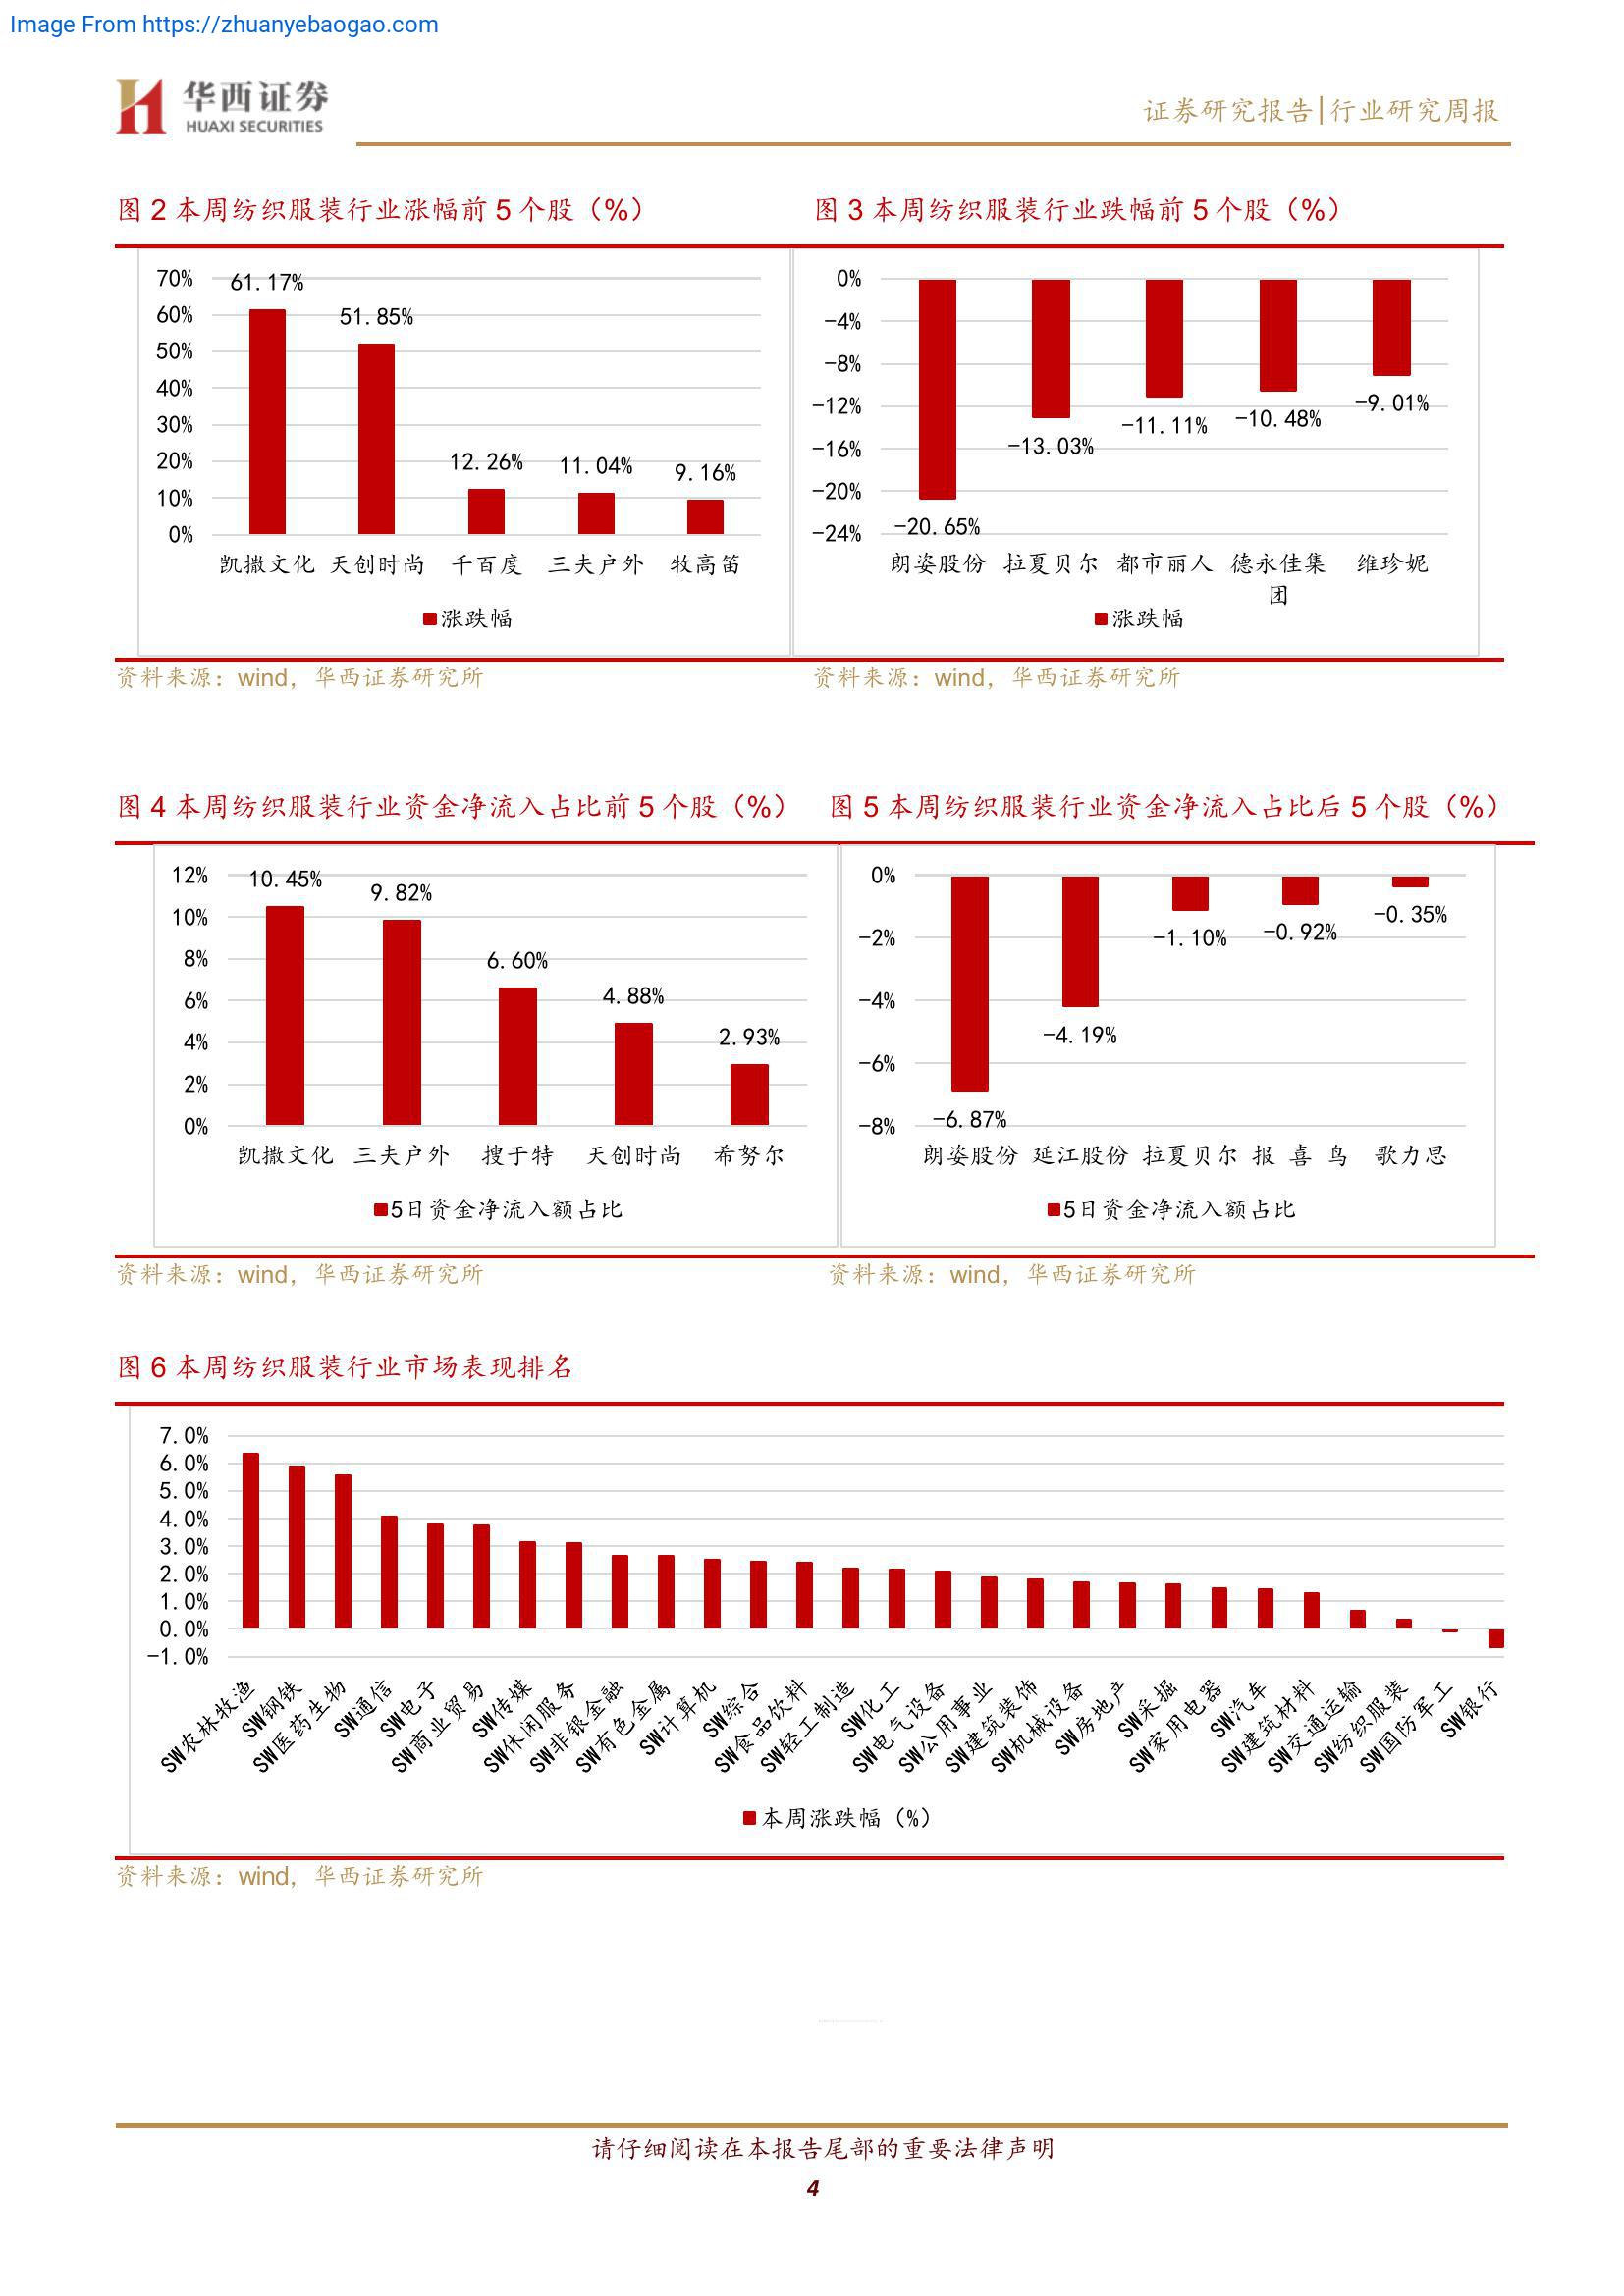 Image From https://zhuanyebaogao.com
华西证券
HUAXI SECURITIES
证券研究报告|行业研究周报
图 2 本周纺织服装行业涨幅前 5 个股（%）
70%
60%
50%
40%
30%
20%
10%
0%
61.17%
51.85%
12.26%
11.04%
9.16%
凯撒文化 天创时尚 千百度 三夫户外 牧高笛
涨跌幅
资料来源：wind，华西证券研究所
图 3 本周纺织服装行业跌幅前 5 个股（%）
0%
-4%
-8%
-12%
-16%
-20%
-24%
-20.65%
-13.03%
-11.11%
-10.48%
-9.01%
朗姿股份 拉夏贝尔 都市丽人 德永佳集 维珍妮
团
涨跌幅
资料来源：wind，华西证券研究所
图 4 本周纺织服装行业资金净流入占比前 5 个股（%）
12%
10%
8%
6%
4%
2%
0%
10.45%
9.82%
6.60%
4.88%
2.93%
凯撒文化 三夫户外 搜于特 天创时尚 希努尔
5日资金净流入额占比
资料来源：wind，华西证券研究所
图 5 本周纺织服装行业资金净流入占比后 5 个股（%）
0%
-2%
-4%
-6%
-8%
-6.87%
-4.19%
-1.10%
-0.92%
-0.35%
朗姿股份 延江股份 拉夏贝尔 报 喜 鸟 歌力思
5日资金净流入额占比
资料来源：wind，华西证券研究所
图 6 本周纺织服装行业市场表现排名
7.0%
6.0%
5.0%
4.0%
3.0%
2.0%
1.0%
0.0%
-1.0%
SW农林牧渔
SW钢铁
SW医药生物
SW通信
SW电子
SW商业贸易
SW传媒
SW休闲服务
SW非银金融
SW有色金属
SW计算机
SW综合
SW食品饮料
SW轻工制造
SW化工
SW电气设备
SW公用事业
SW建筑装饰
SW机械设备
SW房地产
SW采掘
SW家用电器
SW汽车
SW建筑材料
SW交通运输
SW纺织服装
SW国防军工
SW银行
本周涨跌幅（%）
资料来源：wind，华西证券研究所
请仔细阅读在本报告尾部的重要法律声明
4